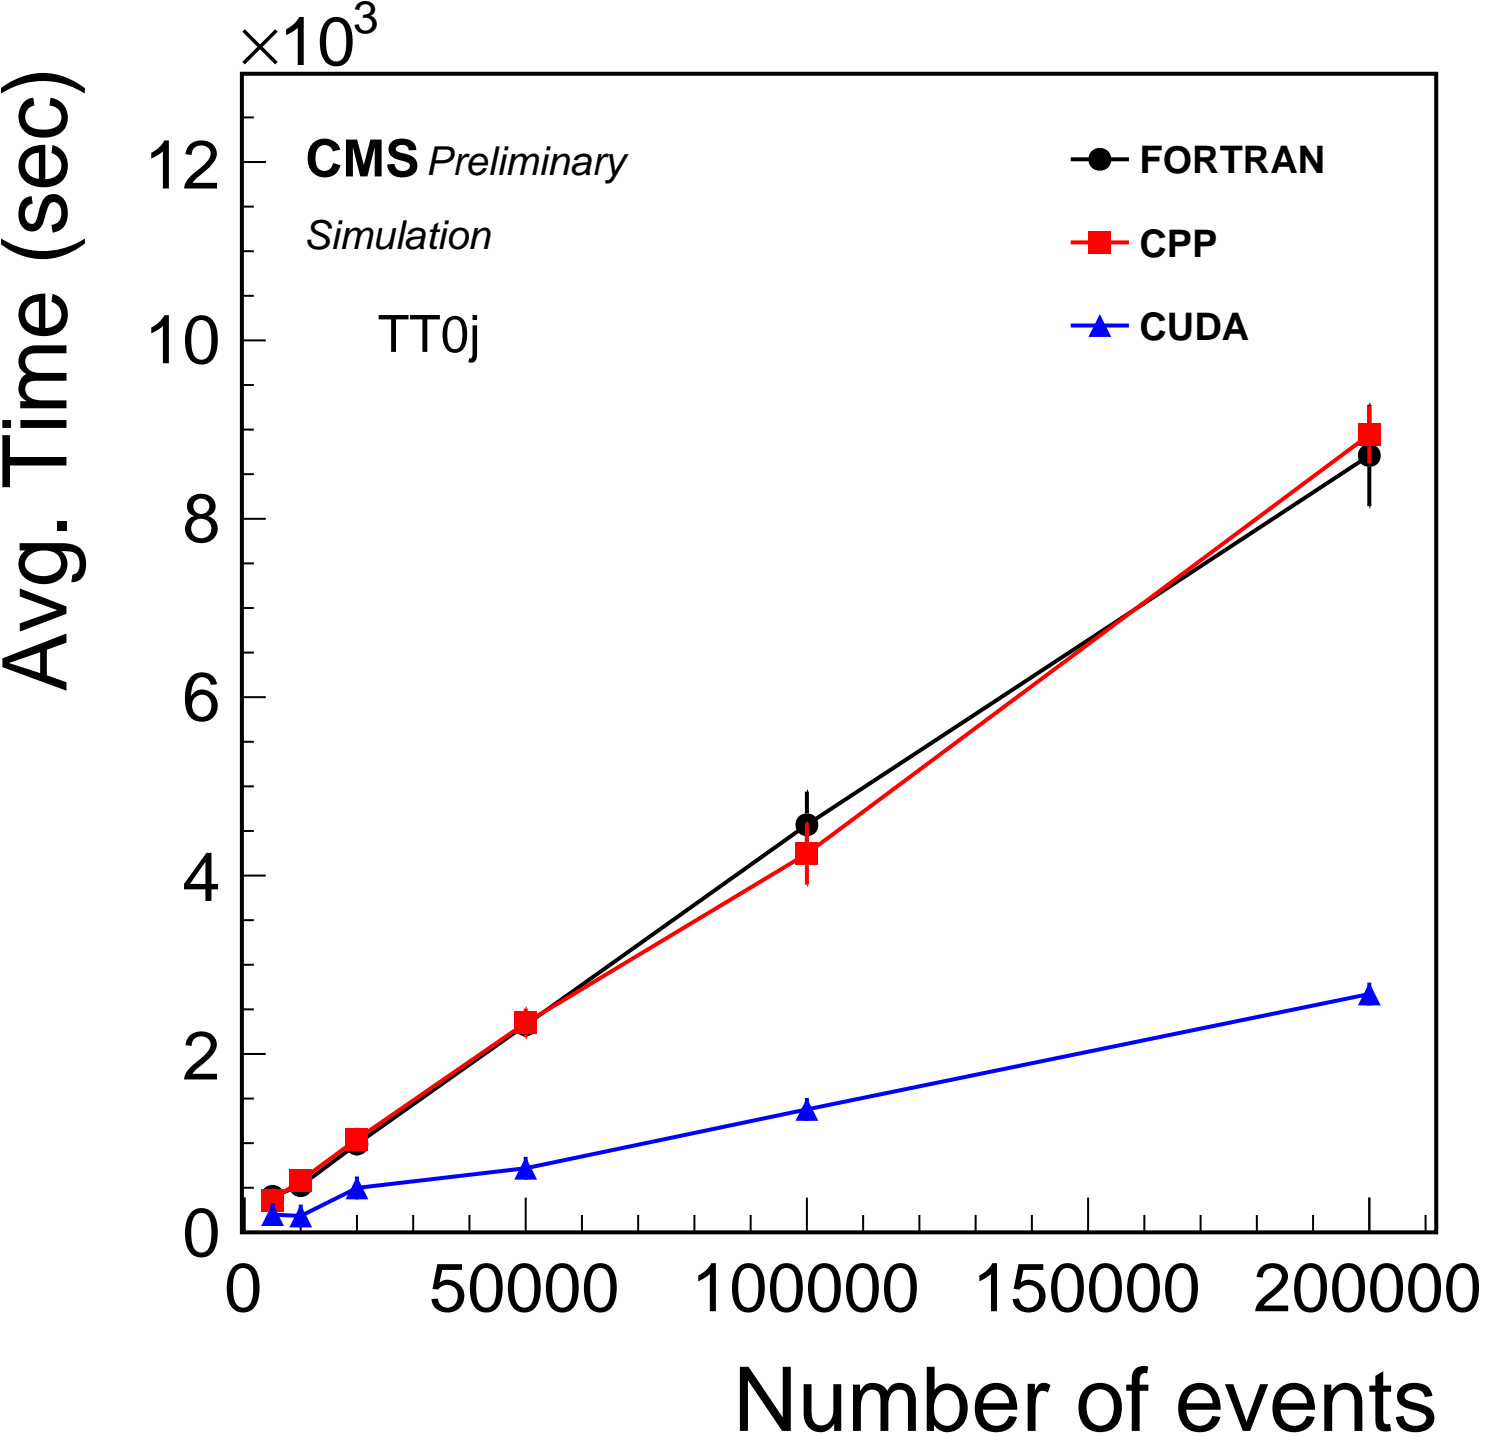 ×10³
Avg. Time (sec)
CMS Preliminary
Simulation
TT0j
FORTRAN
CPP
CUDA
12
10
8
6
4
2
0
0 50000 100000 150000 200000
Number of events